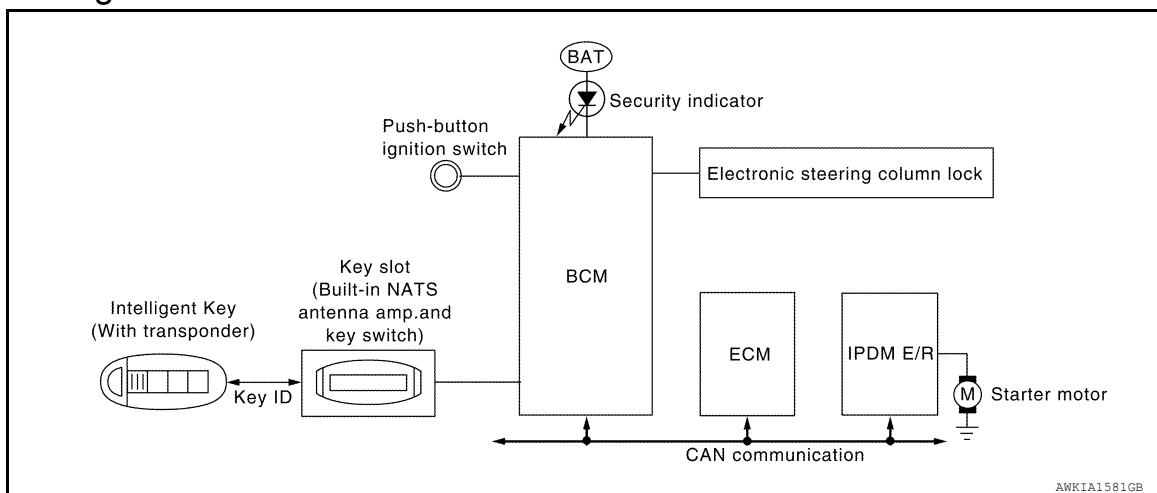 BAT
Security indicator
Push-button
ignition switch
Electronic steering column lock
BCM
Key slot
(Built-in NATS
antenna amp.and
key switch)
Intelligent Key
(With transponder)
Key ID
ECM
IPDM E/R
M
Starter motor
CAN communication
AWKIA1581GB